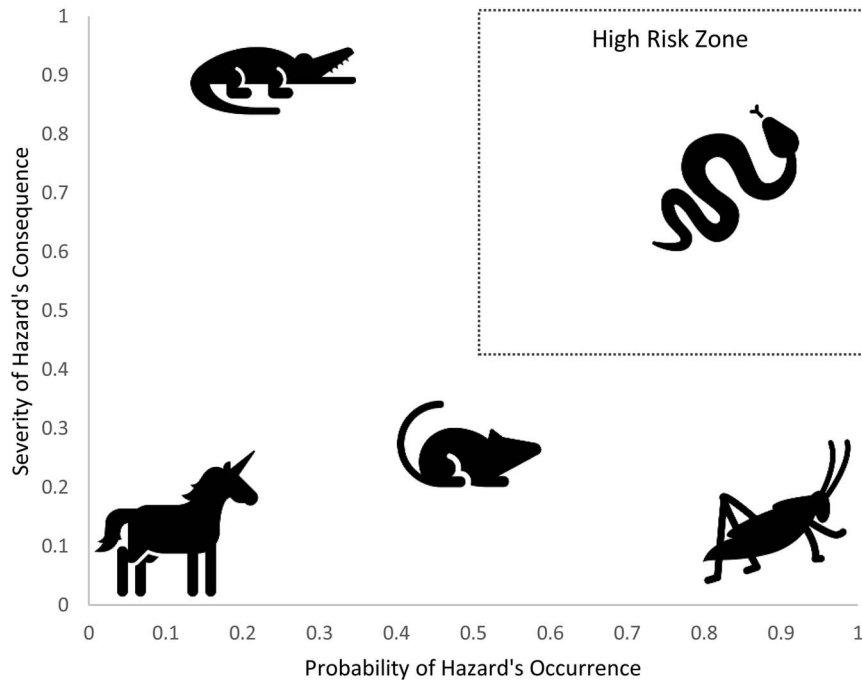 High Risk Zone
Severity of Hazard's Consequence
1
0.9
0.8
0.7
0.6
0.5
0.4
0.3
0.2
0.1
0
0 0.1 0.2 0.3 0.4 0.5 0.6 0.7 0.8 0.9 1
Probability of Hazard's Occurrence